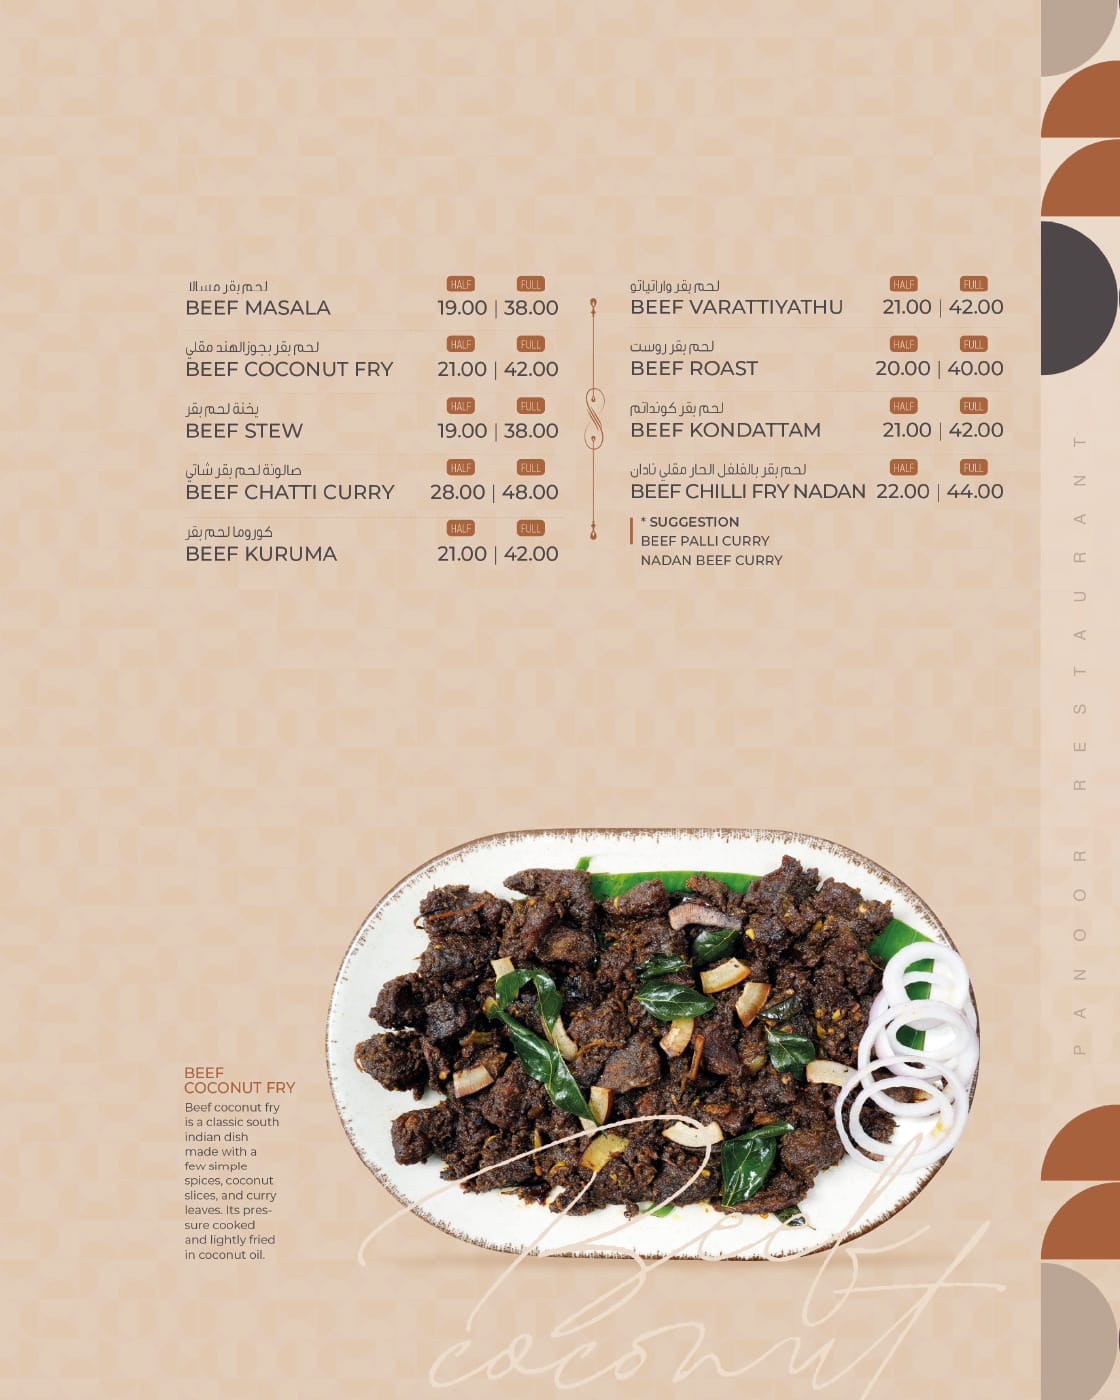 لحم بقر مسالا
HALF FULL
BEEF MASALA 19.00 | 38.00
لحم بقر بجوزالهند مقلي
HALF FULL
BEEF COCONUT FRY 21.00 | 42.00
يخنة لحم بقر
HALF FULL
BEEF STEW 19.00 | 38.00
صالونة لحم بقر شاتي
HALF FULL
BEEF CHATTI CURRY 28.00 | 48.00
كوروما لحم بقر
HALF FULL
BEEF KURUMA 21.00 | 42.00
لحم بقر واراتياتو
HALF FULL
BEEF VARATTIYATHU 21.00 | 42.00
لحم بقر روست
HALF FULL
BEEF ROAST 20.00 | 40.00
لحم بقر كونداتم
HALF FULL
BEEF KONDATTAM 21.00 | 42.00
لحم بقر بالفلفل الحار مقلي نادان
HALF FULL
BEEF CHILLI FRY NADAN 22.00 | 44.00
* SUGGESTION
BEEF PALLI CURRY
NADAN BEEF CURRY
BEEF
COCONUT FRY
Beef coconut fry
is a classic south
indian dish
made with a
few simple
spices, coconut
slices, and curry
leaves. Its pres-
sure cooked
and lightly fried
in coconut oil.
Beef
coconut
PANOOR RESTAURANT